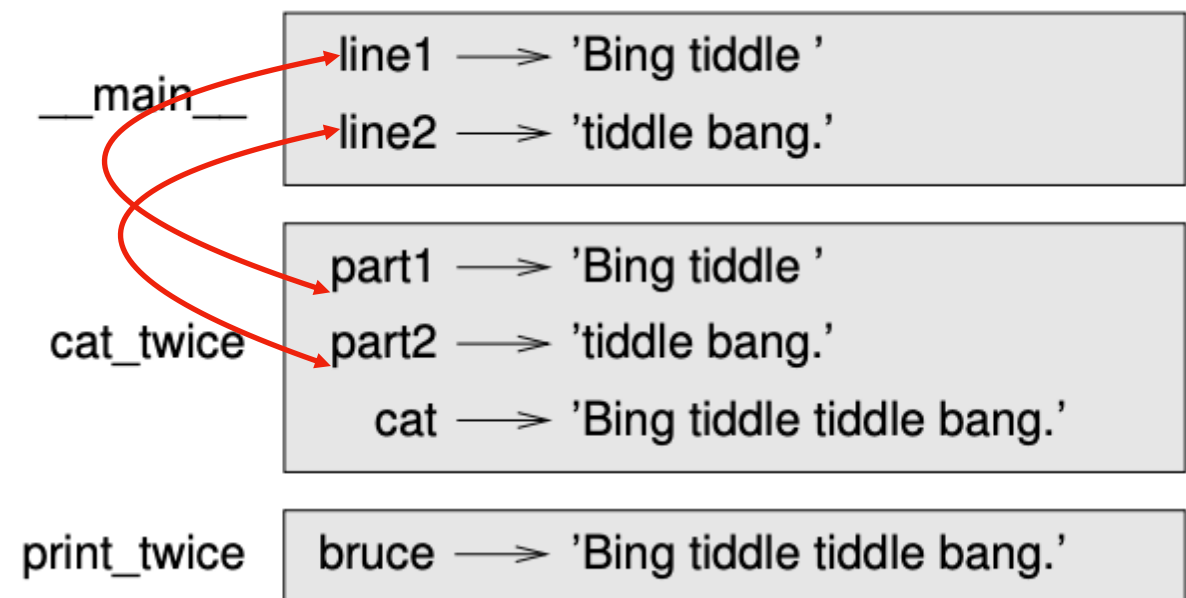 line1 ’Bing tiddle ’
__main__
line2 ’tiddle bang.’
part1 ’Bing tiddle ’
cat_twice part2 ’tiddle bang.’
cat ’Bing tiddle tiddle bang.’
print_twice bruce ’Bing tiddle tiddle bang.’